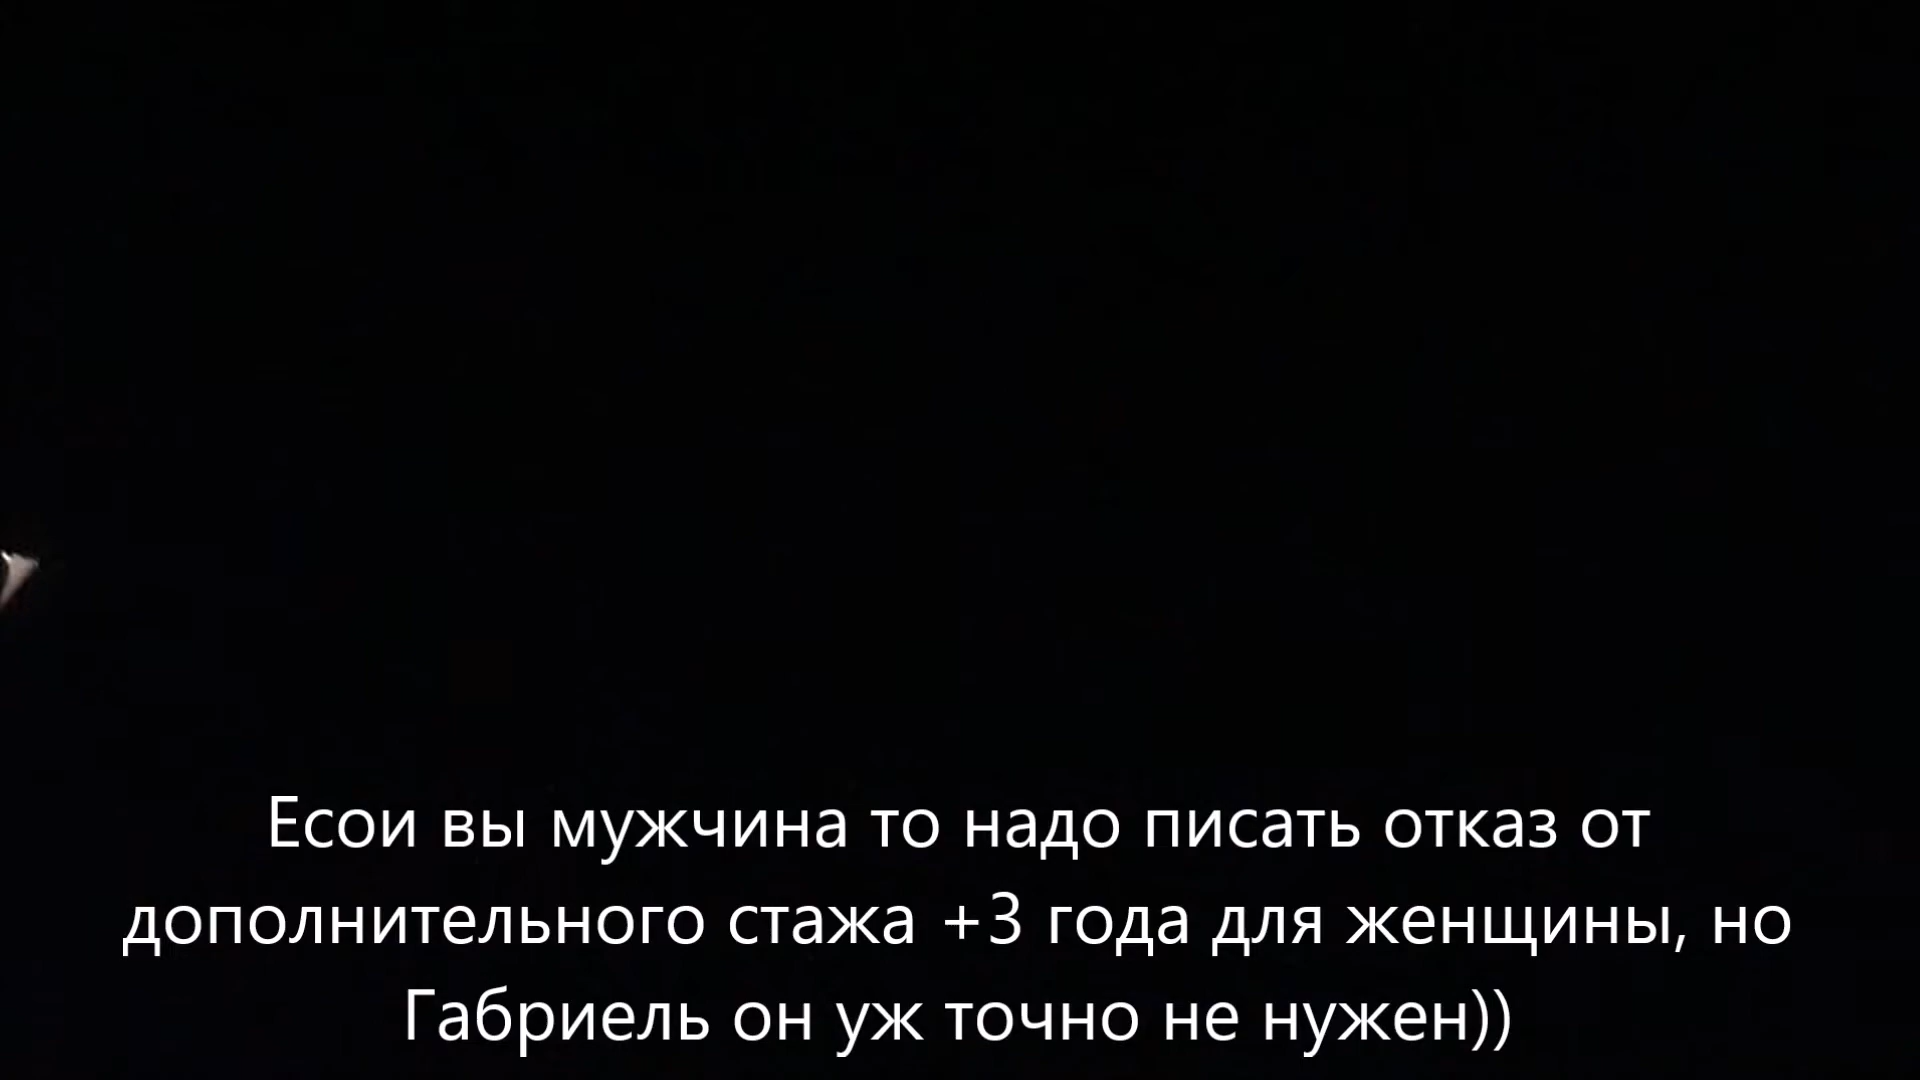 Есои вы мужчина то надо писать отказ от
дополнительного стажа +3 года для женщины, но
Габриель он уж точно не нужен))